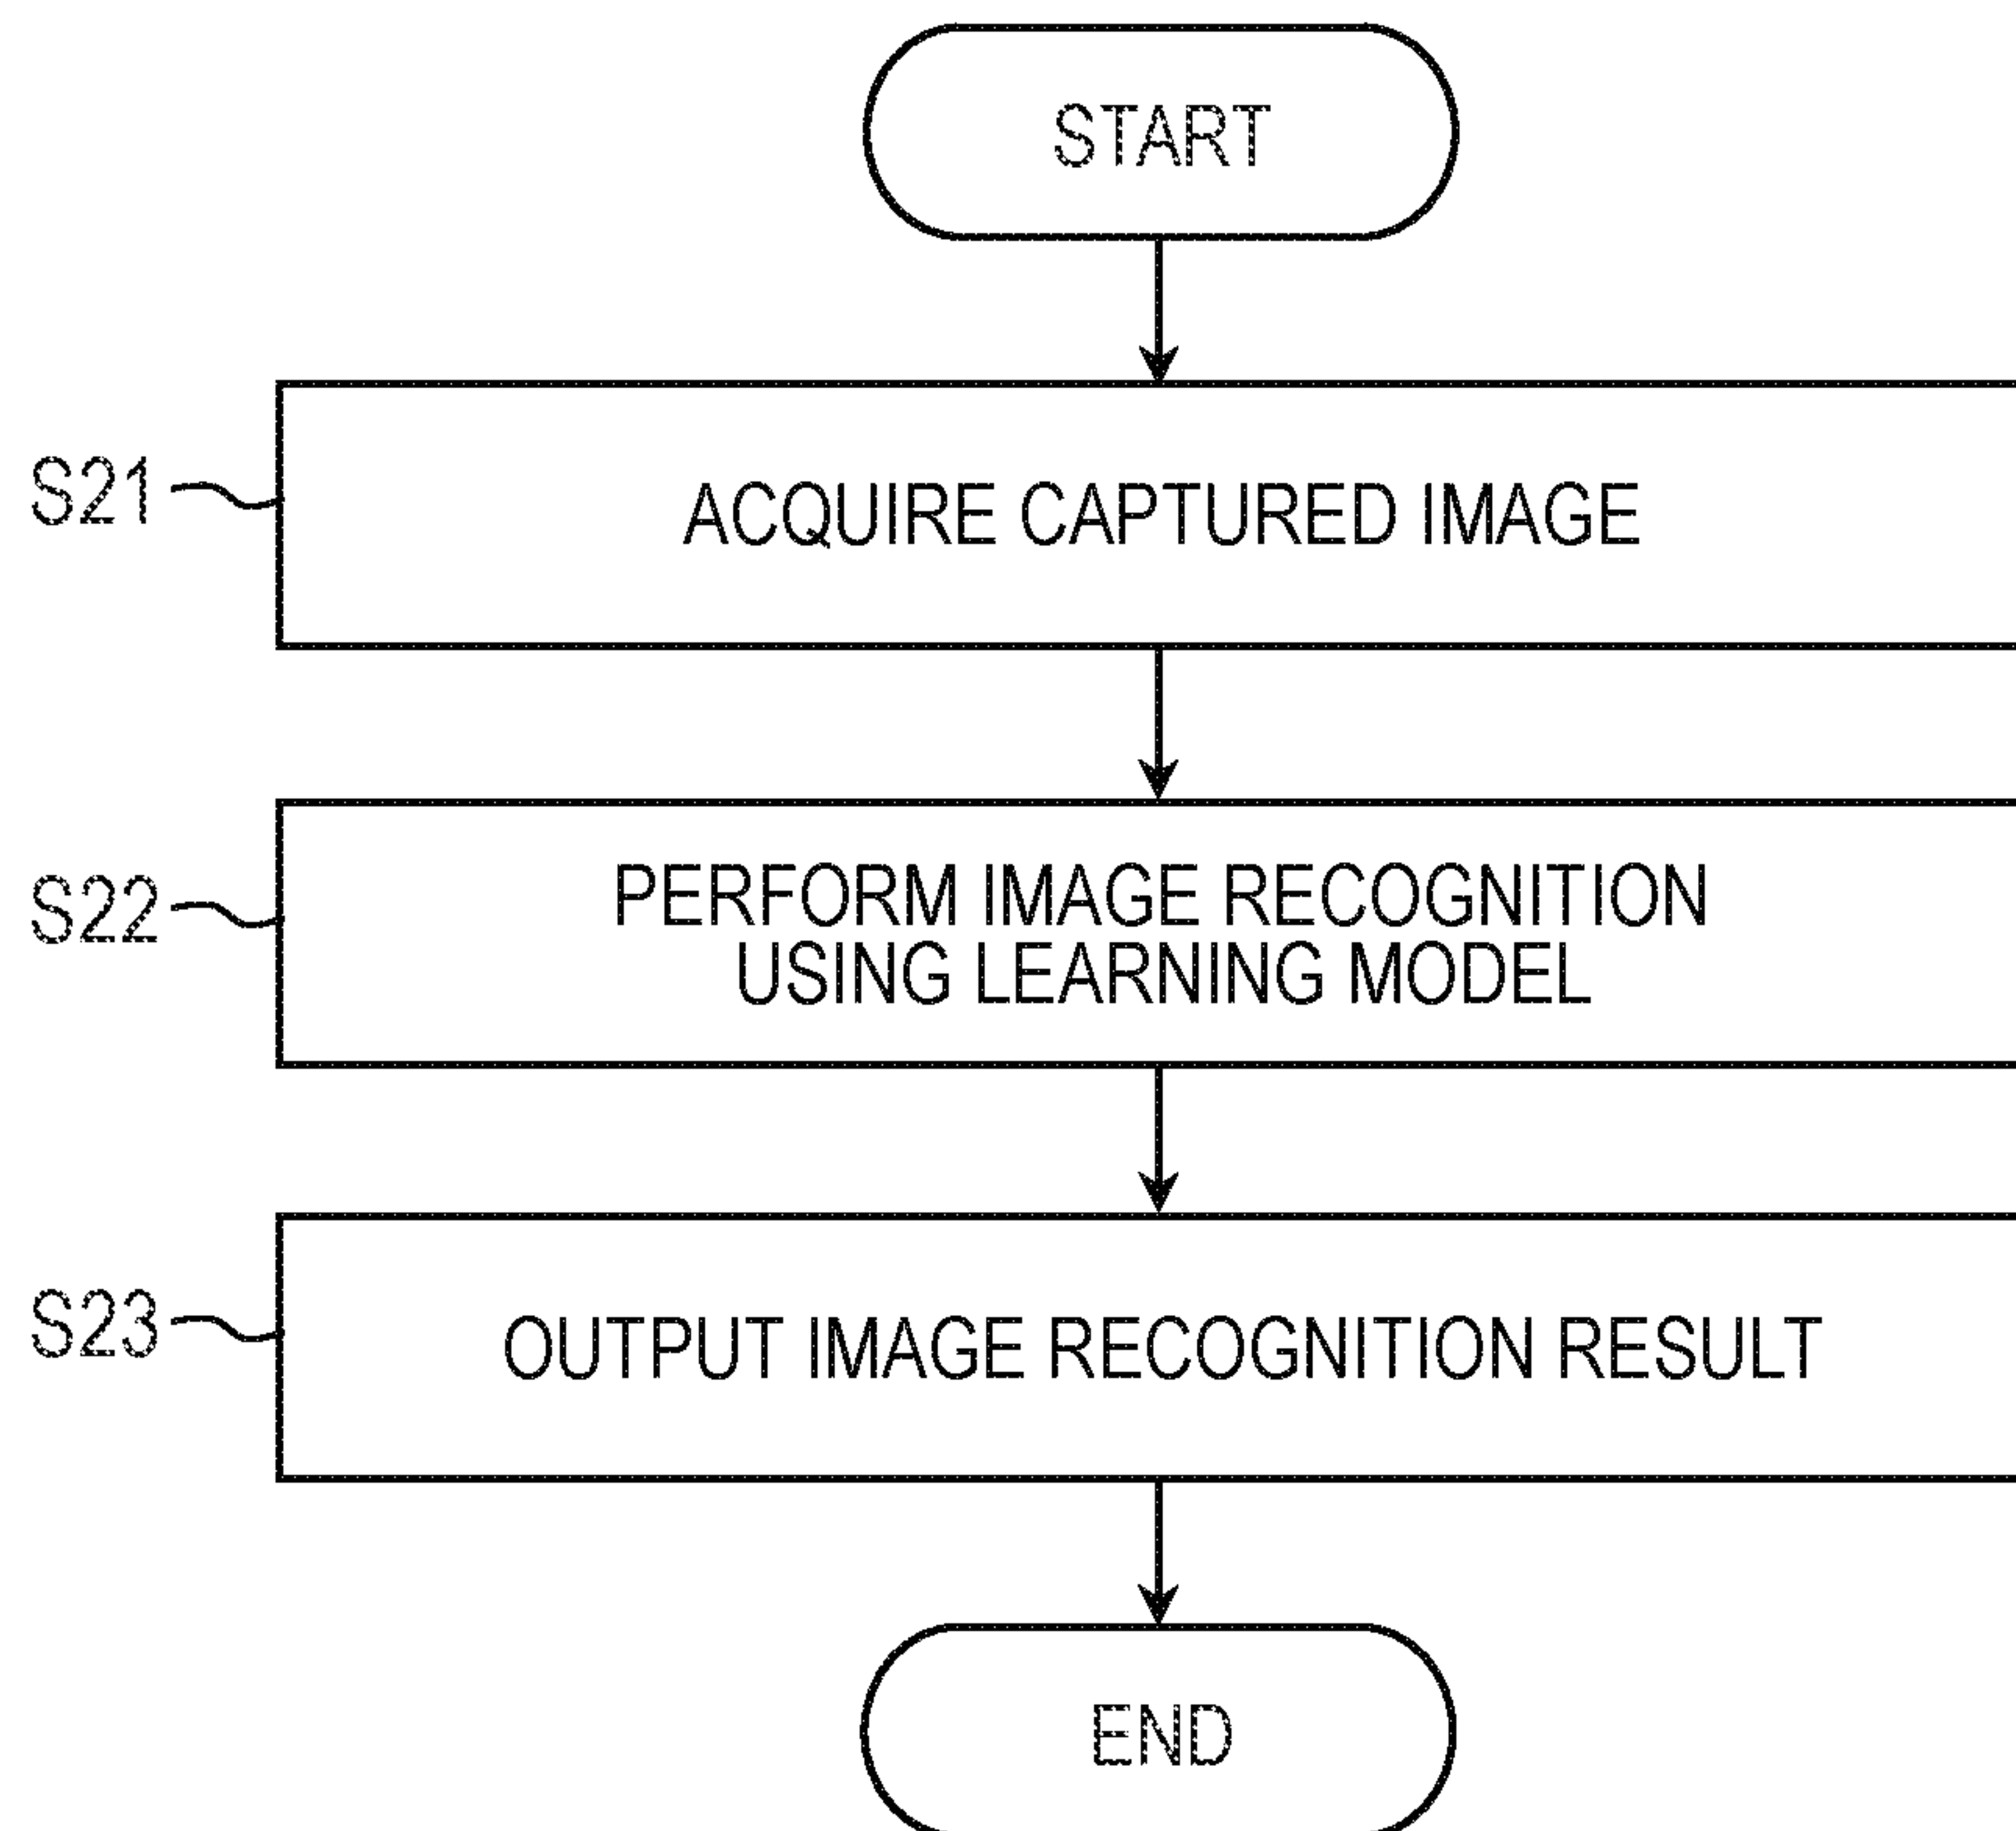 START
S21
ACQUIRE CAPTURED IMAGE
S22
PERFORM IMAGE RECOGNITION
USING LEARNING MODEL
S23
OUTPUT IMAGE RECOGNITION RESULT
END